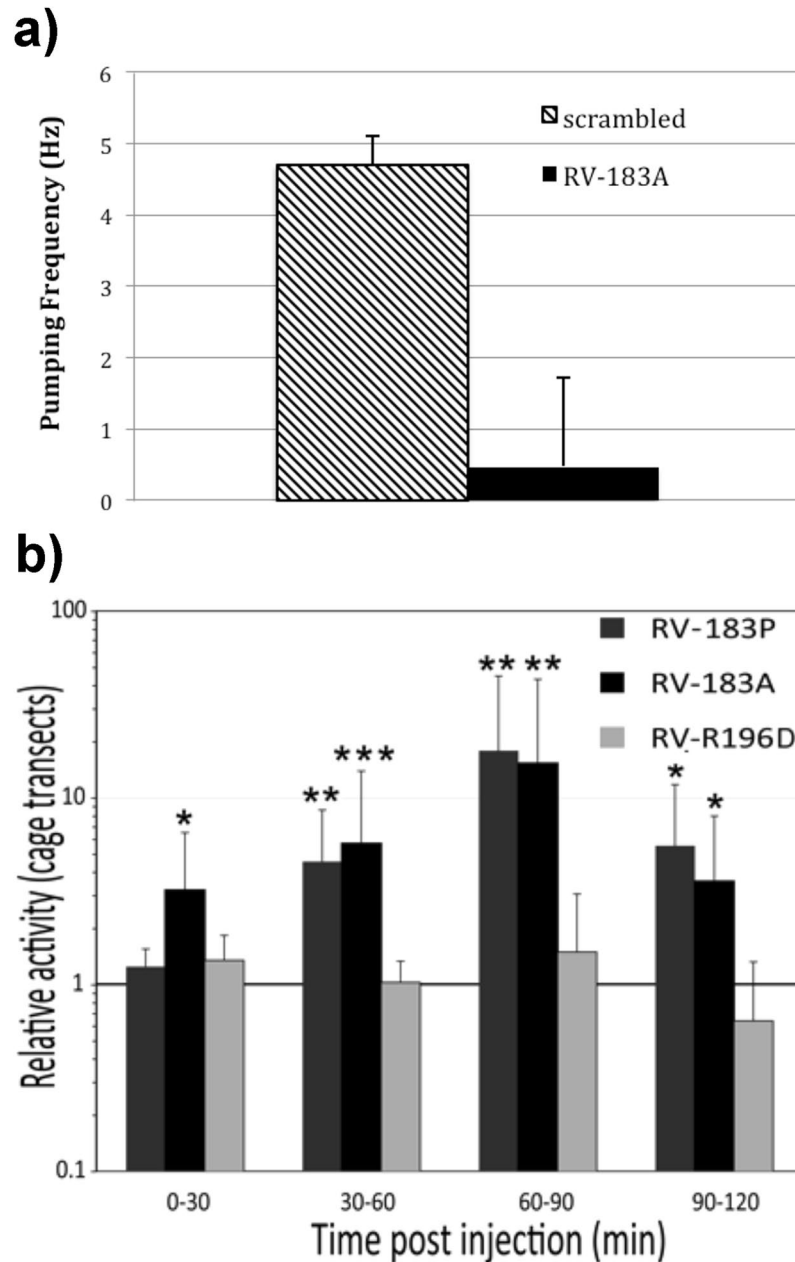 a)
Pumping Frequency (Hz)
6
5
4
3
2
1
0
scrambled
RV-183A
b)
Relative activity (cage transects)
100
10
1
0.1
RV-183P
RV-183A
RV-R196D
*
**
***
**
**
*
*
0-30
30-60
60-90
90-120
Time post injection (min)